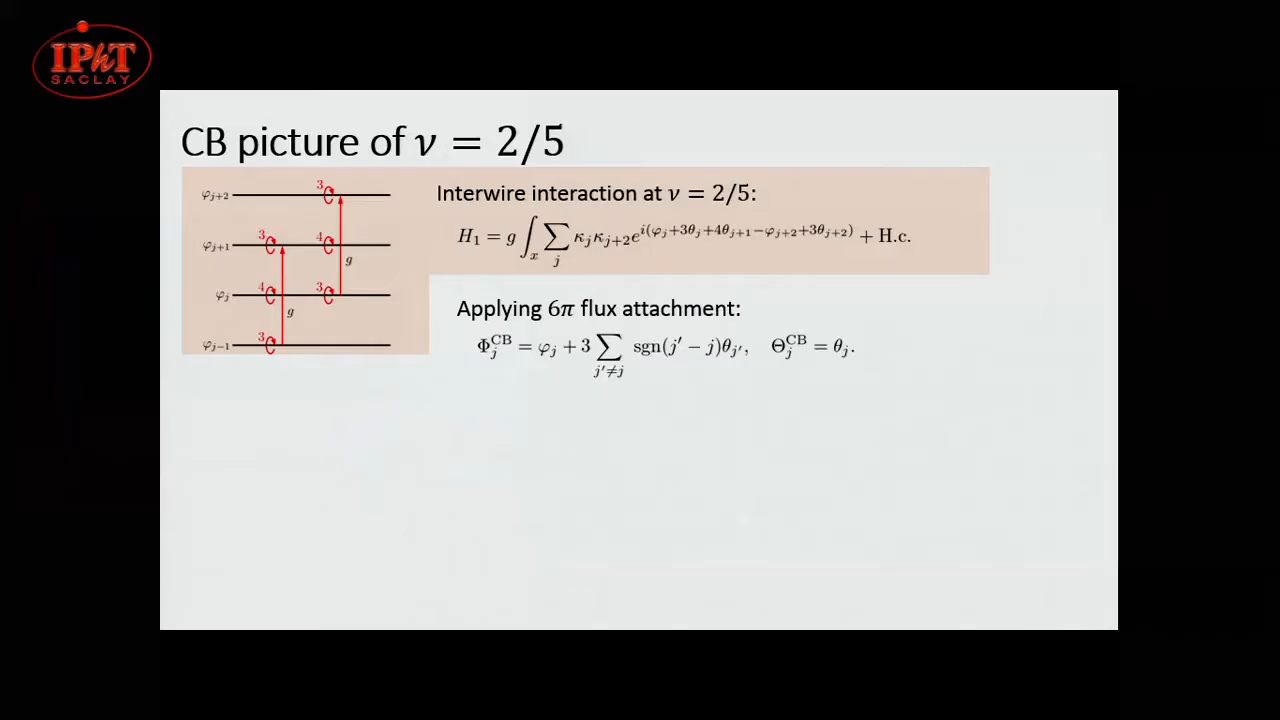 IPhT
SACLAY
CB picture of ν = 2/5
φ_{j+2}
3
φ_{j+1}
3
4
g
φ_j
4
3
g
φ_{j−1}
3
Interwire interaction at ν = 2/5:
H_1 = g ∫_x ∑_j κ_j κ_{j+2} e^{i(φ_j+3θ_j+4θ_{j+1}−φ_{j+2}+3θ_{j+2})} + H.c.
Applying 6π flux attachment:
Φ_j^{CB} = φ_j + 3 ∑_{j′≠j} sgn(j′ − j)θ_{j′}, Θ_j^{CB} = θ_j.